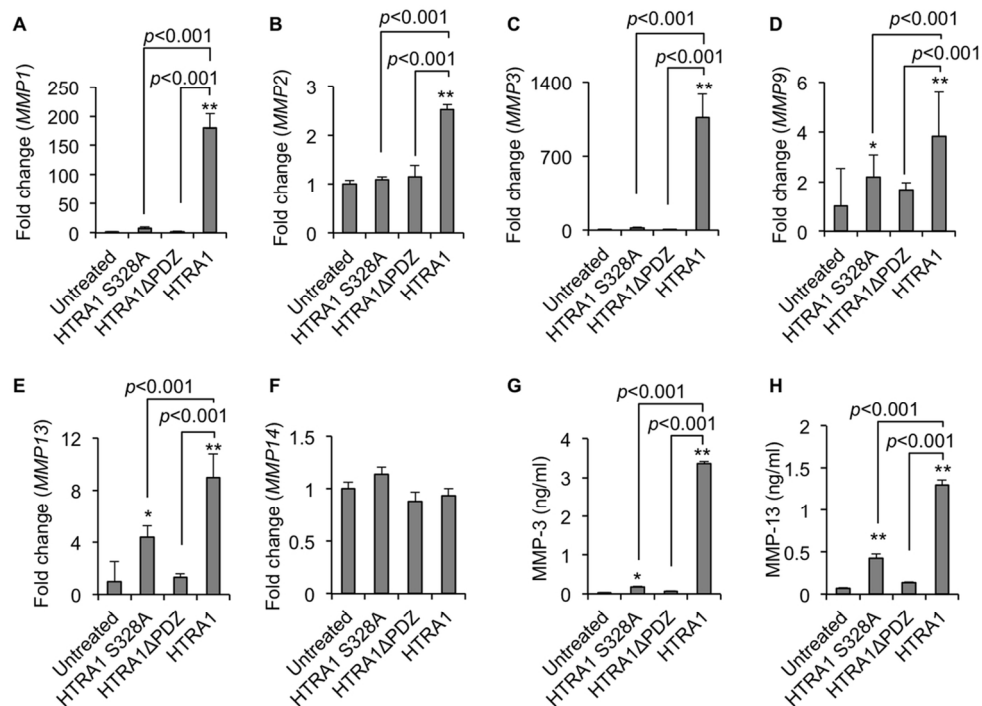 A
p<0.001
p<0.001
**
Fold change (MMP1)
250
200
150
100
50
0
Untreated
HTRA1 S328A
HTRA1ΔPDZ
HTRA1
B
p<0.001
p<0.001
**
Fold change (MMP2)
3
2
1
0
Untreated
HTRA1 S328A
HTRA1ΔPDZ
HTRA1
C
p<0.001
p<0.001
**
Fold change (MMP3)
1400
700
0
Untreated
HTRA1 S328A
HTRA1ΔPDZ
HTRA1
D
p<0.001
p<0.001
**
*
Fold change (MMP9)
6
4
2
0
Untreated
HTRA1 S328A
HTRA1ΔPDZ
HTRA1
E
p<0.001
p<0.001
**
*
Fold change (MMP13)
12
8
4
0
Untreated
HTRA1 S328A
HTRA1ΔPDZ
HTRA1
F
Fold change (MMP14)
1.5
1
0.5
0
Untreated
HTRA1 S328A
HTRA1ΔPDZ
HTRA1
G
p<0.001
p<0.001
**
*
MMP-3 (ng/ml)
4
3
2
1
0
Untreated
HTRA1 S328A
HTRA1ΔPDZ
HTRA1
H
p<0.001
p<0.001
**
**
MMP-13 (ng/ml)
2
1.5
1
0.5
0
Untreated
HTRA1 S328A
HTRA1ΔPDZ
HTRA1